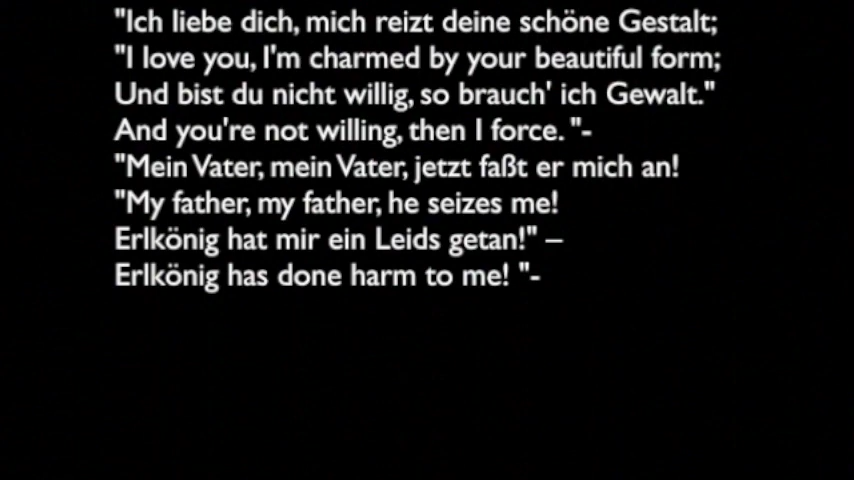 "Ich liebe dich, mich reizt deine schöne Gestalt;
"I love you, I'm charmed by your beautiful form;
Und bist du nicht willig, so brauch' ich Gewalt."
And you're not willing, then I force. "-
"Mein Vater, mein Vater, jetzt faßt er mich an!
"My father, my father, he seizes me!
Erlkönig hat mir ein Leids getan!" –
Erlkönig has done harm to me! "-